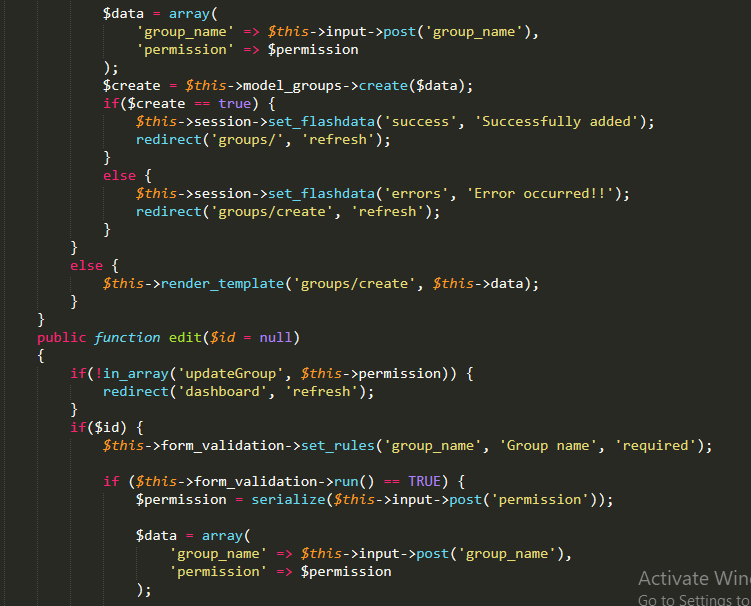 $data = array(
'group_name' => $this->input->post('group_name'),
'permission' => $permission
);
$create = $this->model_groups->create($data);
if($create == true) {
$this->session->set_flashdata('success', 'Successfully added');
redirect('groups/', 'refresh');
}
else {
$this->session->set_flashdata('errors', 'Error occurred!!');
redirect('groups/create', 'refresh');
}
}
else {
$this->render_template('groups/create', $this->data);
}
}
public function edit($id = null)
{
if(!in_array('updateGroup', $this->permission)) {
redirect('dashboard', 'refresh');
}
if($id) {
$this->form_validation->set_rules('group_name', 'Group name', 'required');
if ($this->form_validation->run() == TRUE) {
$permission = serialize($this->input->post('permission'));
$data = array(
'group_name' => $this->input->post('group_name'),
'permission' => $permission
);
Activate Win
Go to Settings to